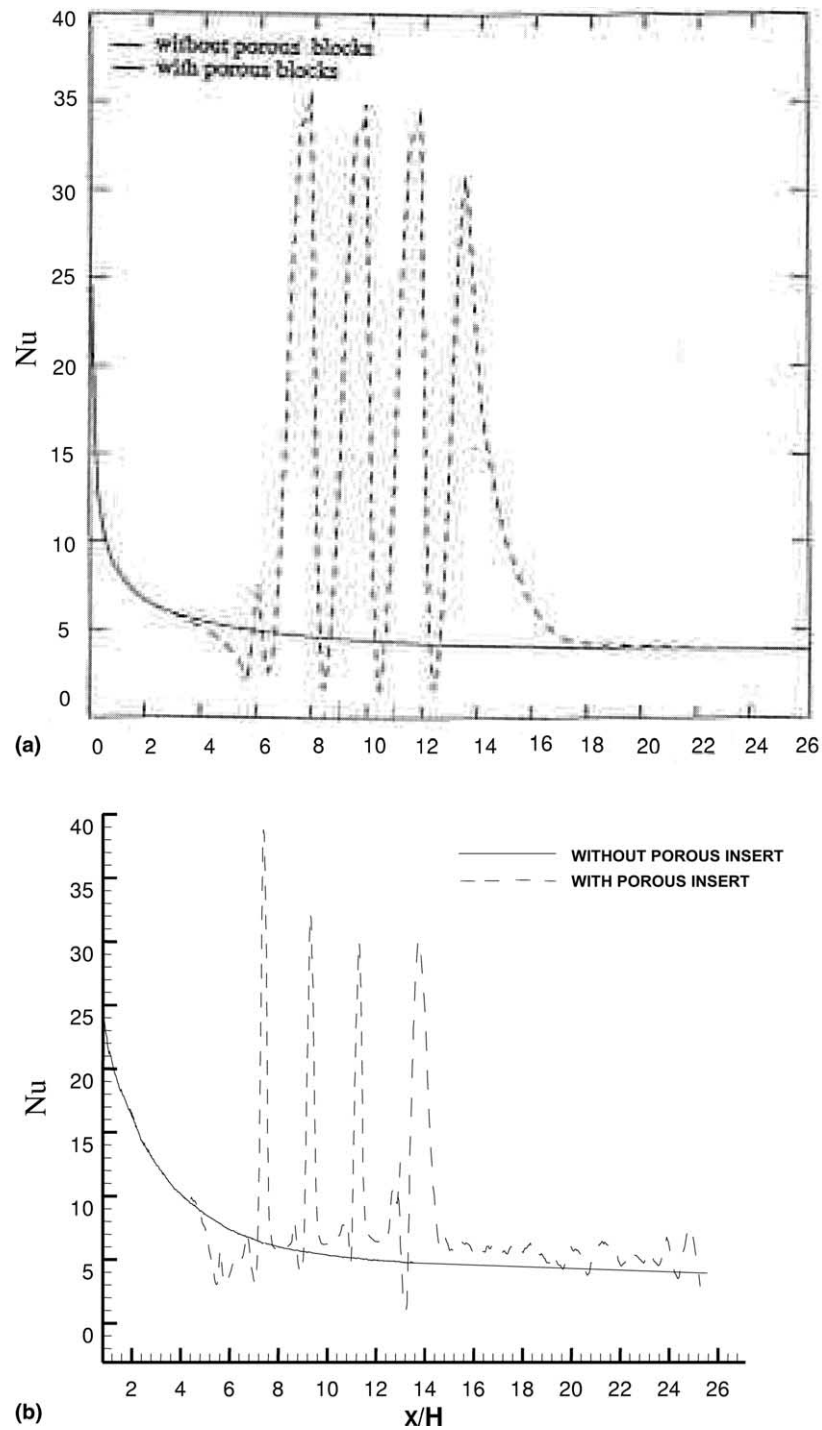 40
without porous blocks
with porous blocks
35
30
25
Nu
20
15
10
5
0
(a)
0 2 4 6 8 10 12 14 16 18 20 22 24 26
40
WITHOUT POROUS INSERT
35
WITH POROUS INSERT
30
25
Nu
20
15
10
5
0
2 4 6 8 10 12 14 16 18 20 22 24 26
(b)
X/H